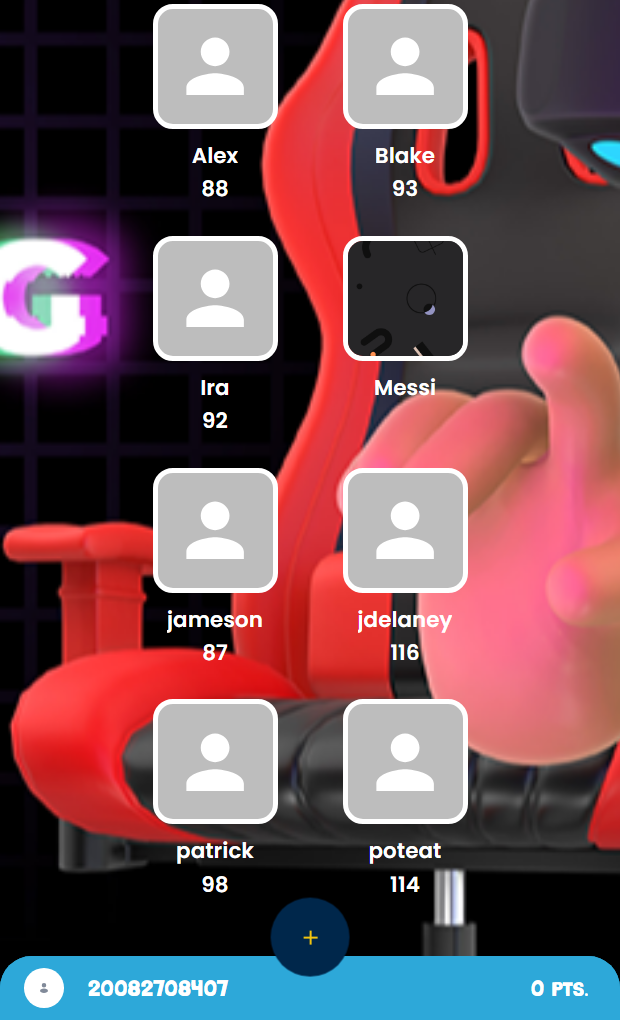 Alex Blake
88 93
G
Ira Messi
92
jameson jdelaney
87 116
patrick 98 poteat 114
+
20082708407 0 PTS.